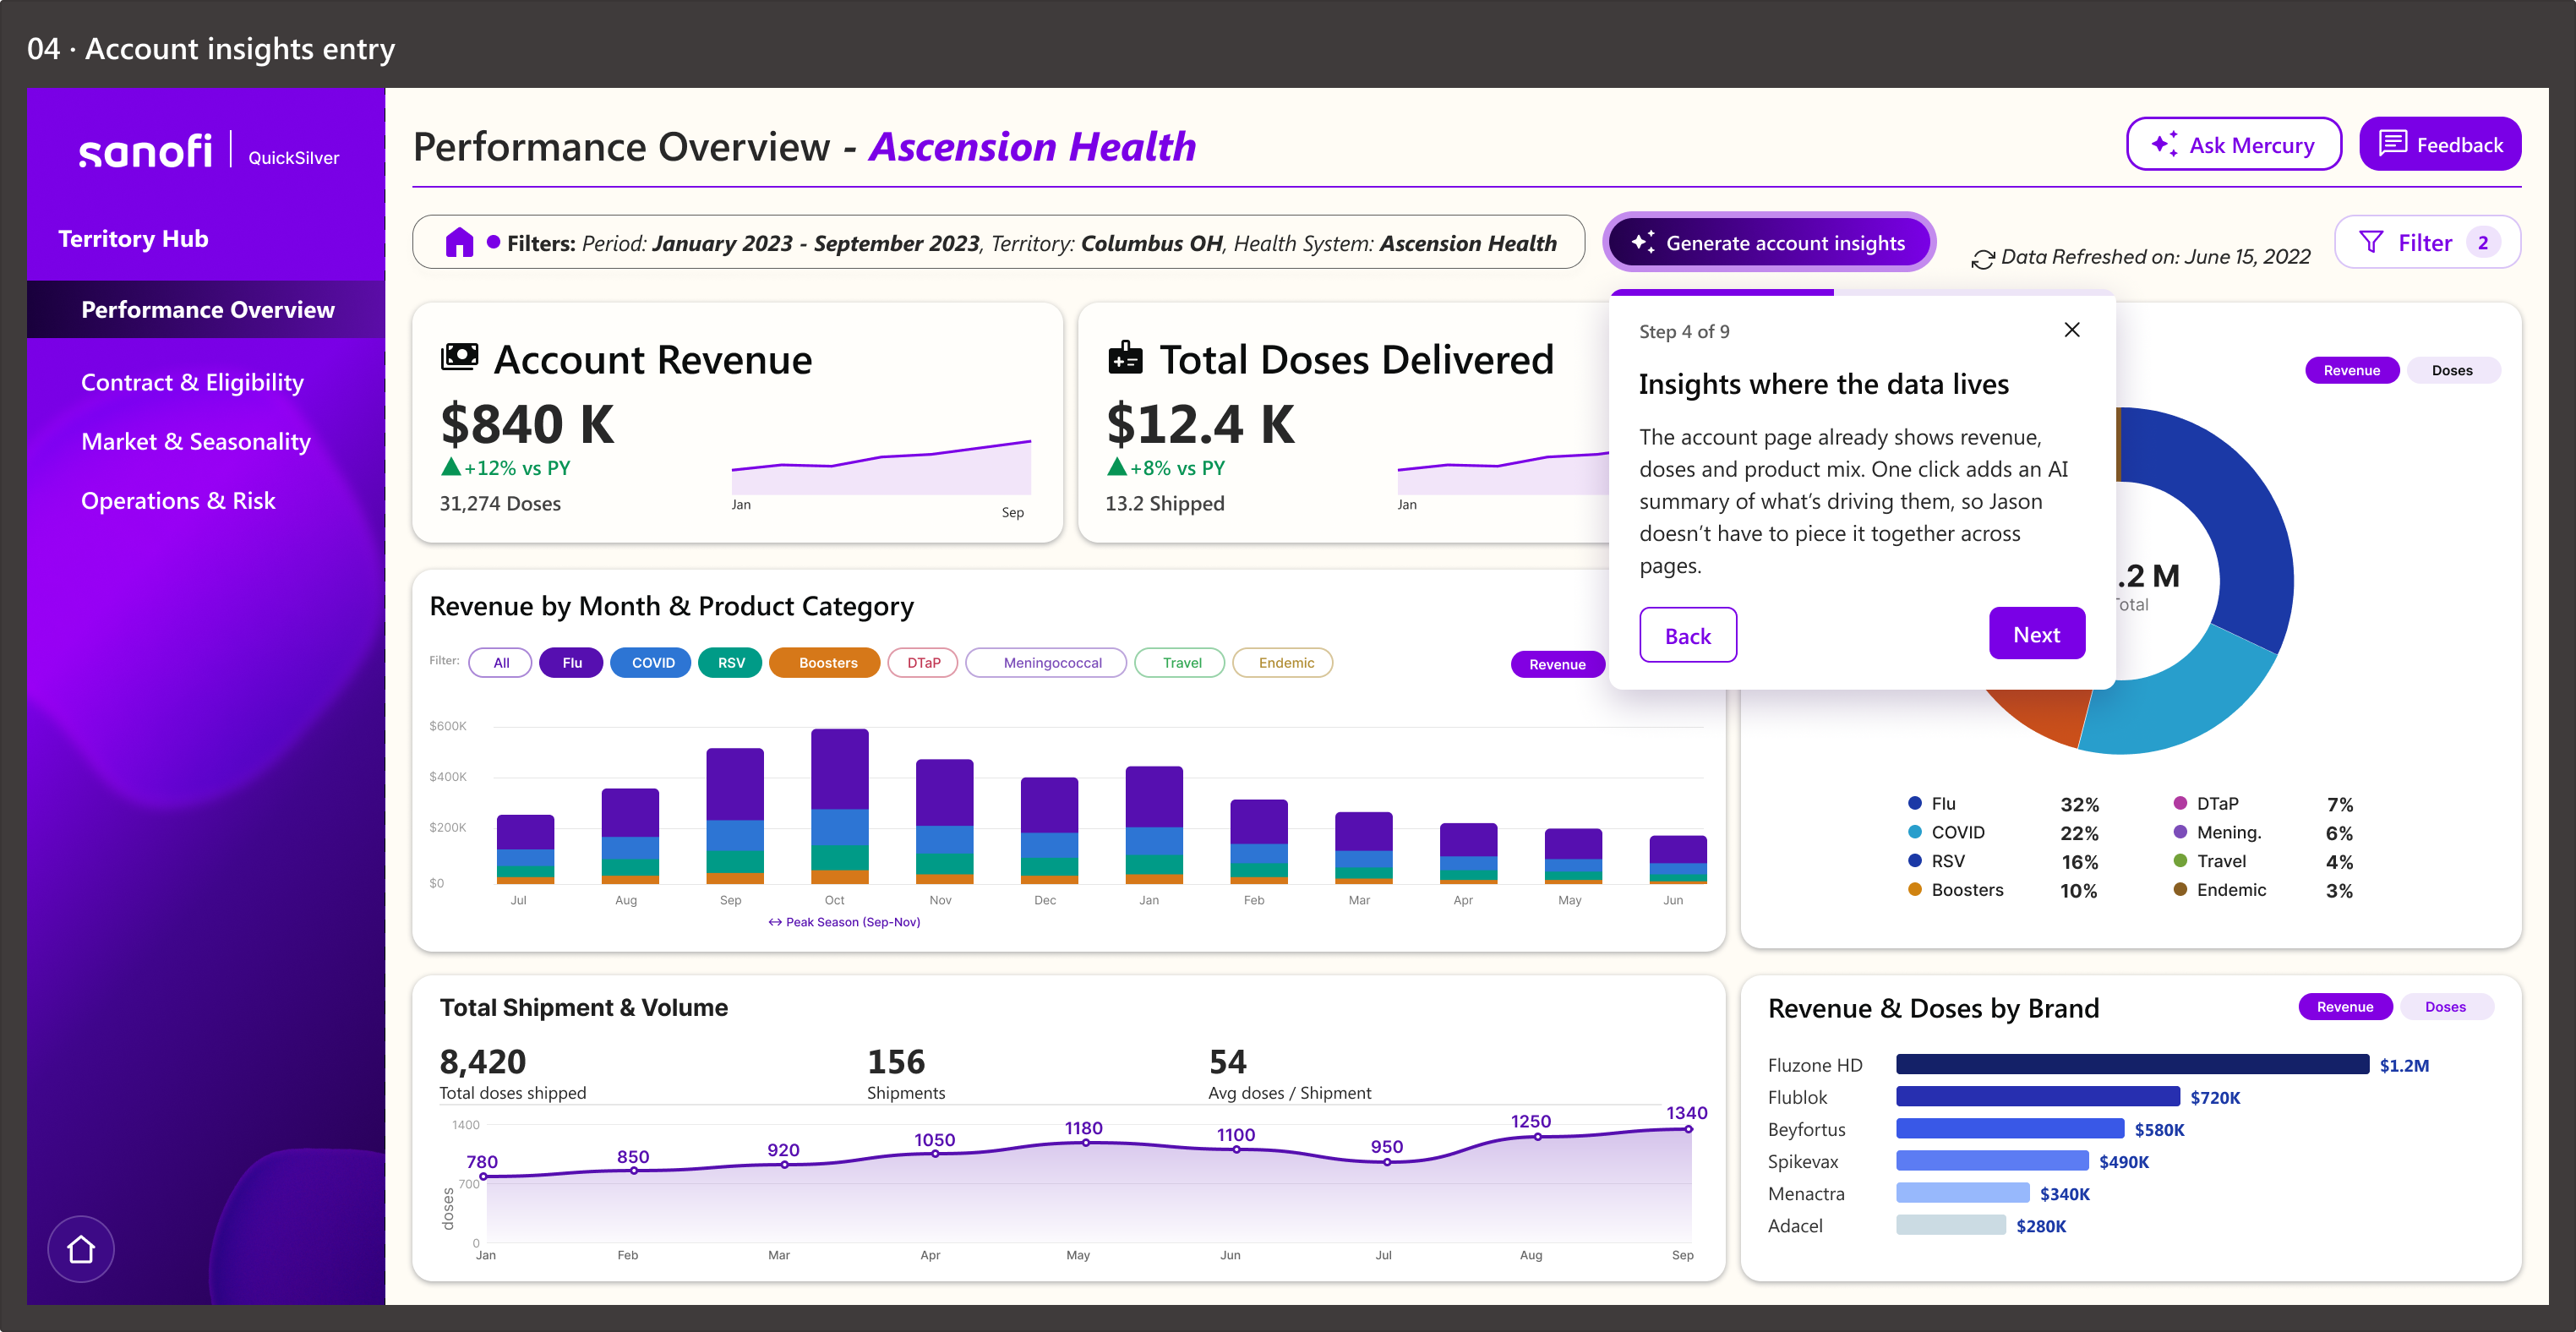 04 · Account insights entry
sanofi | QuickSilver
Territory Hub
Performance Overview
Contract & Eligibility
Market & Seasonality
Operations & Risk
Performance Overview - Ascension Health
Ask Mercury
Feedback
Filters: Period: January 2023 - September 2023, Territory: Columbus OH, Health System: Ascension Health
Generate account insights
Data Refreshed on: June 15, 2022
Filter 2
Account Revenue
$840 K
+12% vs PY
31,274 Doses
Jan
Sep
Total Doses Delivered
$12.4 K
+8% vs PY
13.2 Shipped
Jan
Step 4 of 9
Insights where the data lives
The account page already shows revenue,
doses and product mix. One click adds an AI
summary of what's driving them, so Jason
doesn't have to piece it together across
pages.
Back
Next
Revenue
Doses
.2 M
Total
Flu 32%
COVID 22%
RSV 16%
Boosters 10%
DTaP 7%
Mening. 6%
Travel 4%
Endemic 3%
Revenue by Month & Product Category
Filter: All Flu COVID RSV Boosters DTaP Meningococcal Travel Endemic
Revenue
$600K
$400K
$200K
$0
Jul Aug Sep Oct Nov Dec Jan Feb Mar Apr May Jun
↔ Peak Season (Sep-Nov)
Total Shipment & Volume
8,420
Total doses shipped
156
Shipments
54
Avg doses / Shipment
1400
700
0
doses
780 850 920 1050 1180 1100 950 1250 1340
Jan Feb Mar Apr May Jun Jul Aug Sep
Revenue & Doses by Brand
Revenue
Doses
Fluzone HD $1.2M
Flublok $720K
Beyfortus $580K
Spikevax $490K
Menactra $340K
Adacel $280K